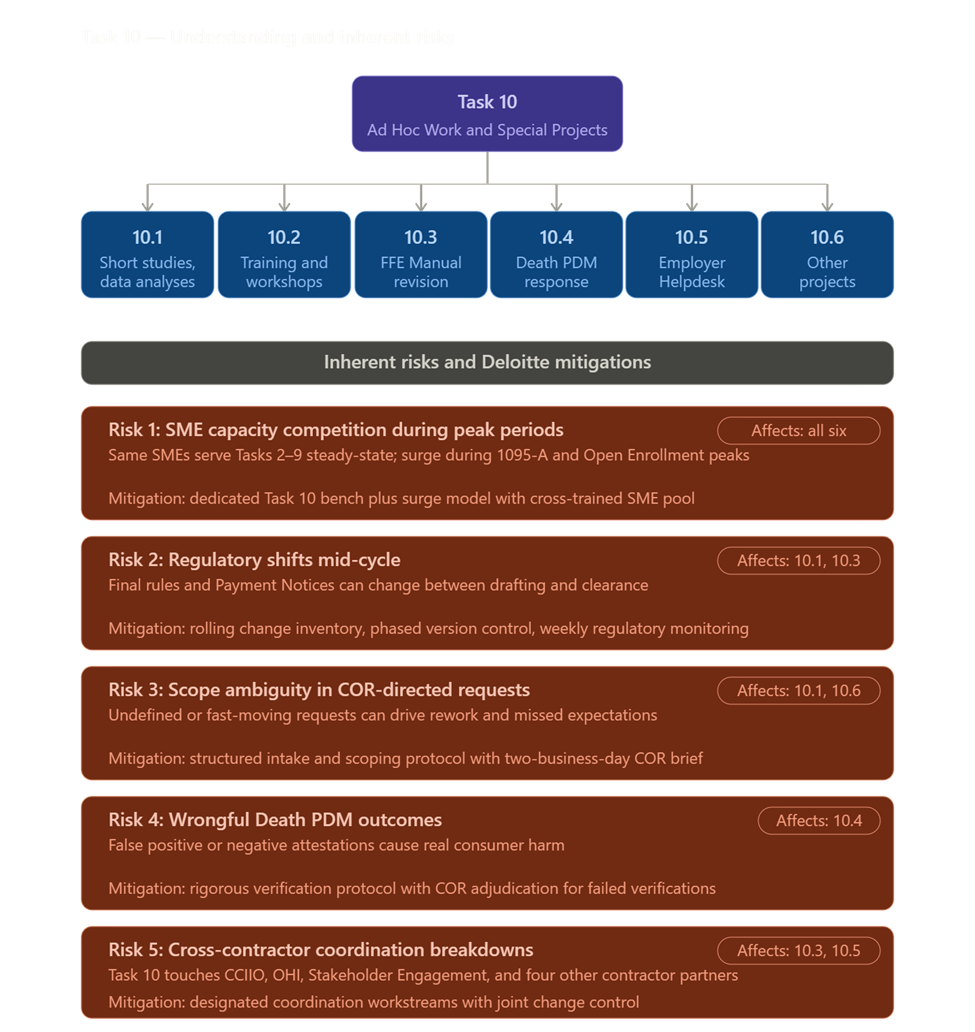 Task 10 — Understanding and inherent risks
Task 10
Ad Hoc Work and Special Projects
10.1
Short studies,
data analyses
10.2
Training and
workshops
10.3
FFE Manual
revision
10.4
Death PDM
response
10.5
Employer
Helpdesk
10.6
Other
projects
Inherent risks and Deloitte mitigations
Risk 1: SME capacity competition during peak periods
Affects: all six
Same SMEs serve Tasks 2–9 steady-state; surge during 1095-A and Open Enrollment peaks
Mitigation: dedicated Task 10 bench plus surge model with cross-trained SME pool
Risk 2: Regulatory shifts mid-cycle
Affects: 10.1, 10.3
Final rules and Payment Notices can change between drafting and clearance
Mitigation: rolling change inventory, phased version control, weekly regulatory monitoring
Risk 3: Scope ambiguity in COR-directed requests
Affects: 10.1, 10.6
Undefined or fast-moving requests can drive rework and missed expectations
Mitigation: structured intake and scoping protocol with two-business-day COR brief
Risk 4: Wrongful Death PDM outcomes
Affects: 10.4
False positive or negative attestations cause real consumer harm
Mitigation: rigorous verification protocol with COR adjudication for failed verifications
Risk 5: Cross-contractor coordination breakdowns
Affects: 10.3, 10.5
Task 10 touches CCIIO, OHI, Stakeholder Engagement, and four other contractor partners
Mitigation: designated coordination workstreams with joint change control